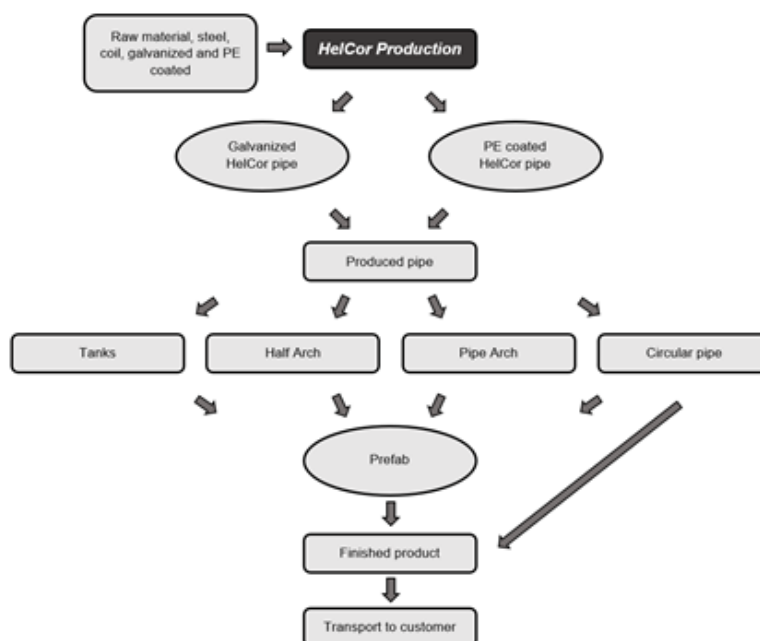 Raw material, steel,
coil, galvanized and PE
coated
HelCor Production
Galvanized
HelCor pipe
PE coated
HelCor pipe
Produced pipe
Tanks
Half Arch
Pipe Arch
Circular pipe
Prefab
Finished product
Transport to customer